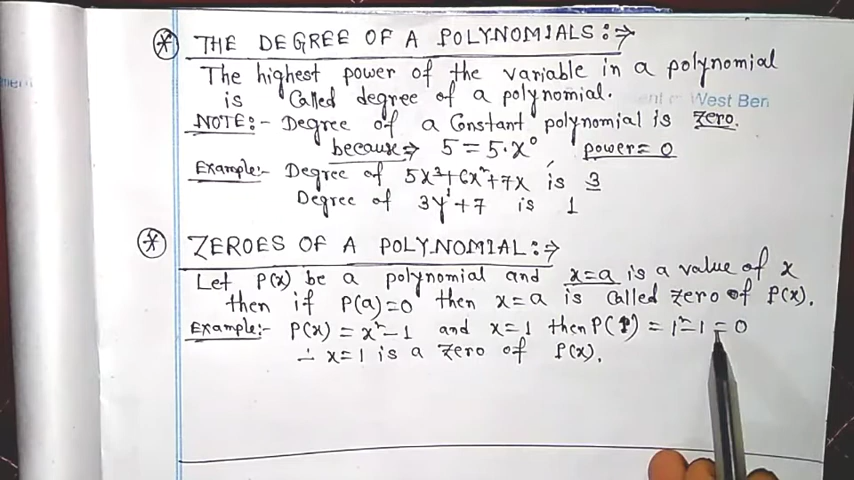 * THE DEGREE OF A POLYNOMIALS:⇒
The highest power of the variable in a polynomial
is called degree of a polynomial.
West Ben
NOTE:- Degree of a Constant polynomial is zero.
because⇒ 5 = 5·x⁰, power = 0
Example:- Degree of 5x³+6x²+7x is 3
Degree of 3y¹+7 is 1
* ZEROES OF A POLYNOMIAL:⇒
Let P(x) be a polynomial and x=a is a value of x
then if P(a)=0 then x=a is called zero of P(x).
Example:- P(x) = x²-1 and x=1 then P(1) = 1²-1 = 0
∴ x=1 is a zero of P(x).